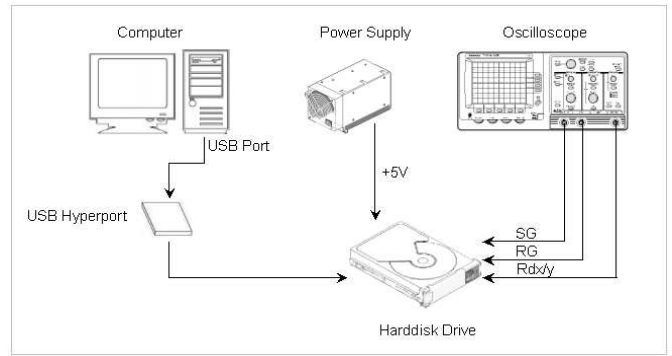 Computer
Power Supply
Oscilloscope
USB Port
+5V
USB Hyperport
SG
RG
Rdx/y
Harddisk Drive